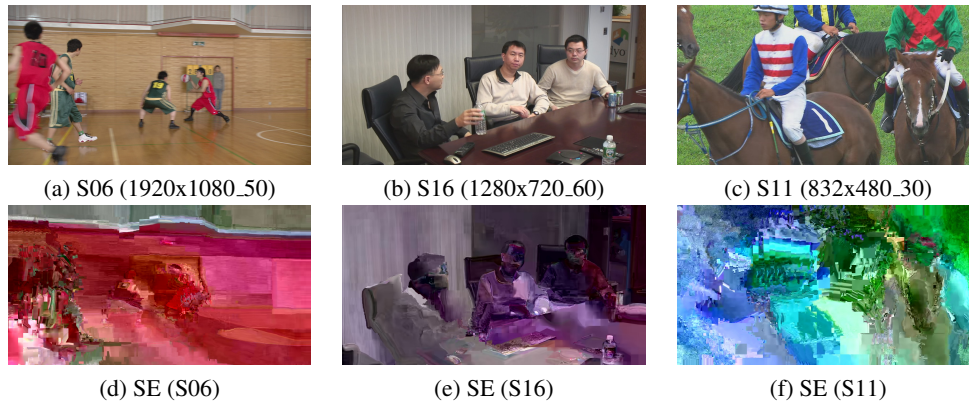 (a) S06 (1920x1080_50)
(b) S16 (1280x720_60)
(c) S11 (832x480_30)
(d) SE (S06)
(e) SE (S16)
(f) SE (S11)